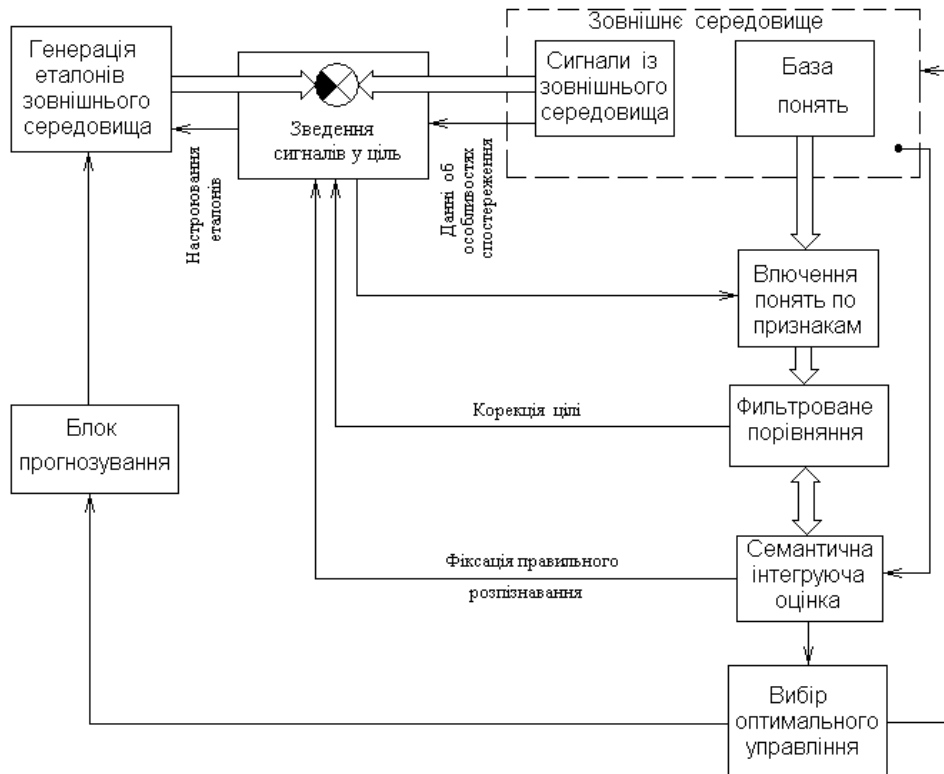 Зовнішнє середовище
Генерація
еталонів
зовнішнього
середовища
Зведення
сигналів у ціль
Сигнали із
зовнішнього
середовища
База
понять
Настроювання
еталонів
Данні об
особливостях
спостереження
Влючення
понять по
признакам
Корекція цілі
Фильтроване
порівняння
Блок
прогнозування
Фіксація правильного
розпізнавання
Семантична
інтегруюча
оцінка
Вибір
оптимального
управління